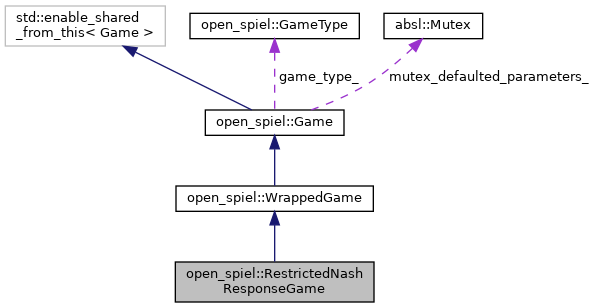 std::enable_shared
_from_this< Game >
open_spiel::GameType
absl::Mutex
game_type_
mutex_defaulted_parameters_
open_spiel::Game
open_spiel::WrappedGame
open_spiel::RestrictedNash
ResponseGame